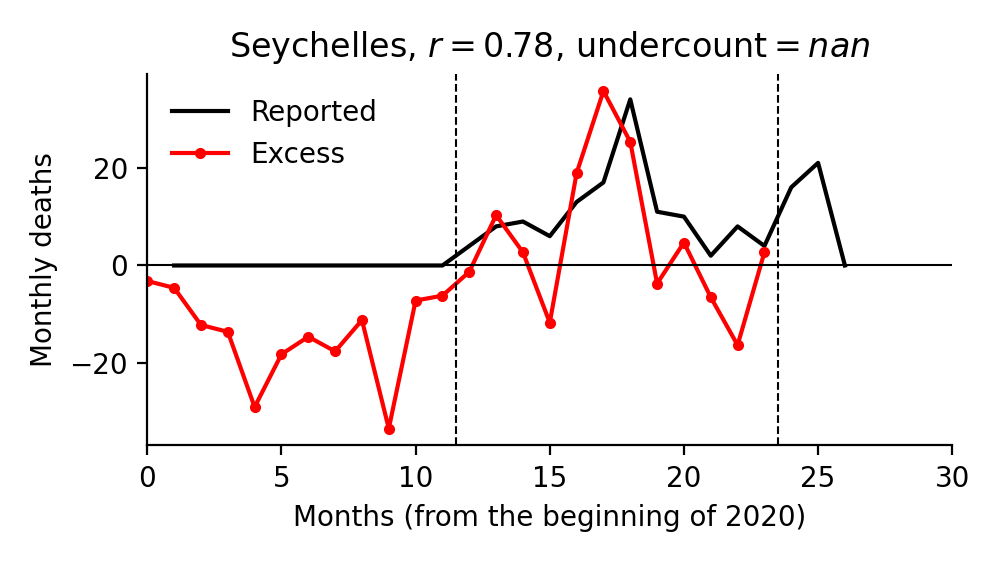 Seychelles, r = 0.78, undercount = nan
Reported
Excess
Monthly deaths
20
0
−20
0 5 10 15 20 25 30
Months (from the beginning of 2020)